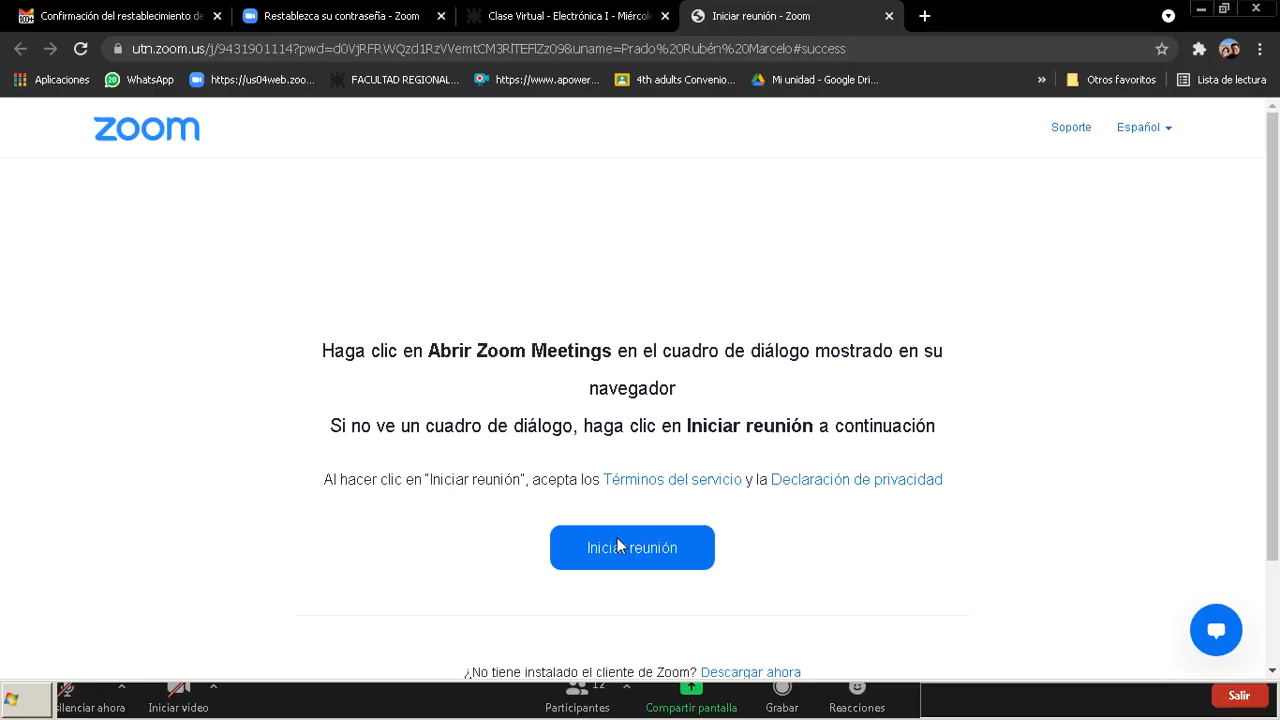 Confirmación del restablecimiento de
Restablezca su contraseña - Zoom
Clase Virtual - Electrónica I - Miércole
Iniciar reunión - Zoom
utn.zoom.us/j/9431901114?pwd=d0VjRFRWQzd1RzVVemtCM3RlTEFlZz09&uname=Prado%20Rubén%20Marcelo#success
Aplicaciones
WhatsApp
https://us04web.zoo...
FACULTAD REGIONAL...
https://www.apower...
4th adults Convenio...
Mi unidad - Google Dri...
»
Otros favoritos
Lista de lectura
zoom
Soporte
Español
Haga clic en Abrir Zoom Meetings en el cuadro de diálogo mostrado en su
navegador
Si no ve un cuadro de diálogo, haga clic en Iniciar reunión a continuación
Al hacer clic en "Iniciar reunión", acepta los Términos del servicio y la Declaración de privacidad
Iniciar reunión
¿No tiene instalado el cliente de Zoom? Descargar ahora
12
ilenciar ahora
Iniciar video
Participantes
Compartir pantalla
Grabar
Reacciones
Salir